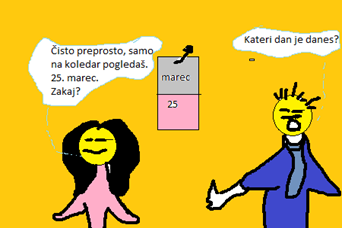 Kateri dan je danes?
Čisto preprosto, samo
na koledar pogledaš.
25. marec.
Zakaj?
marec
25